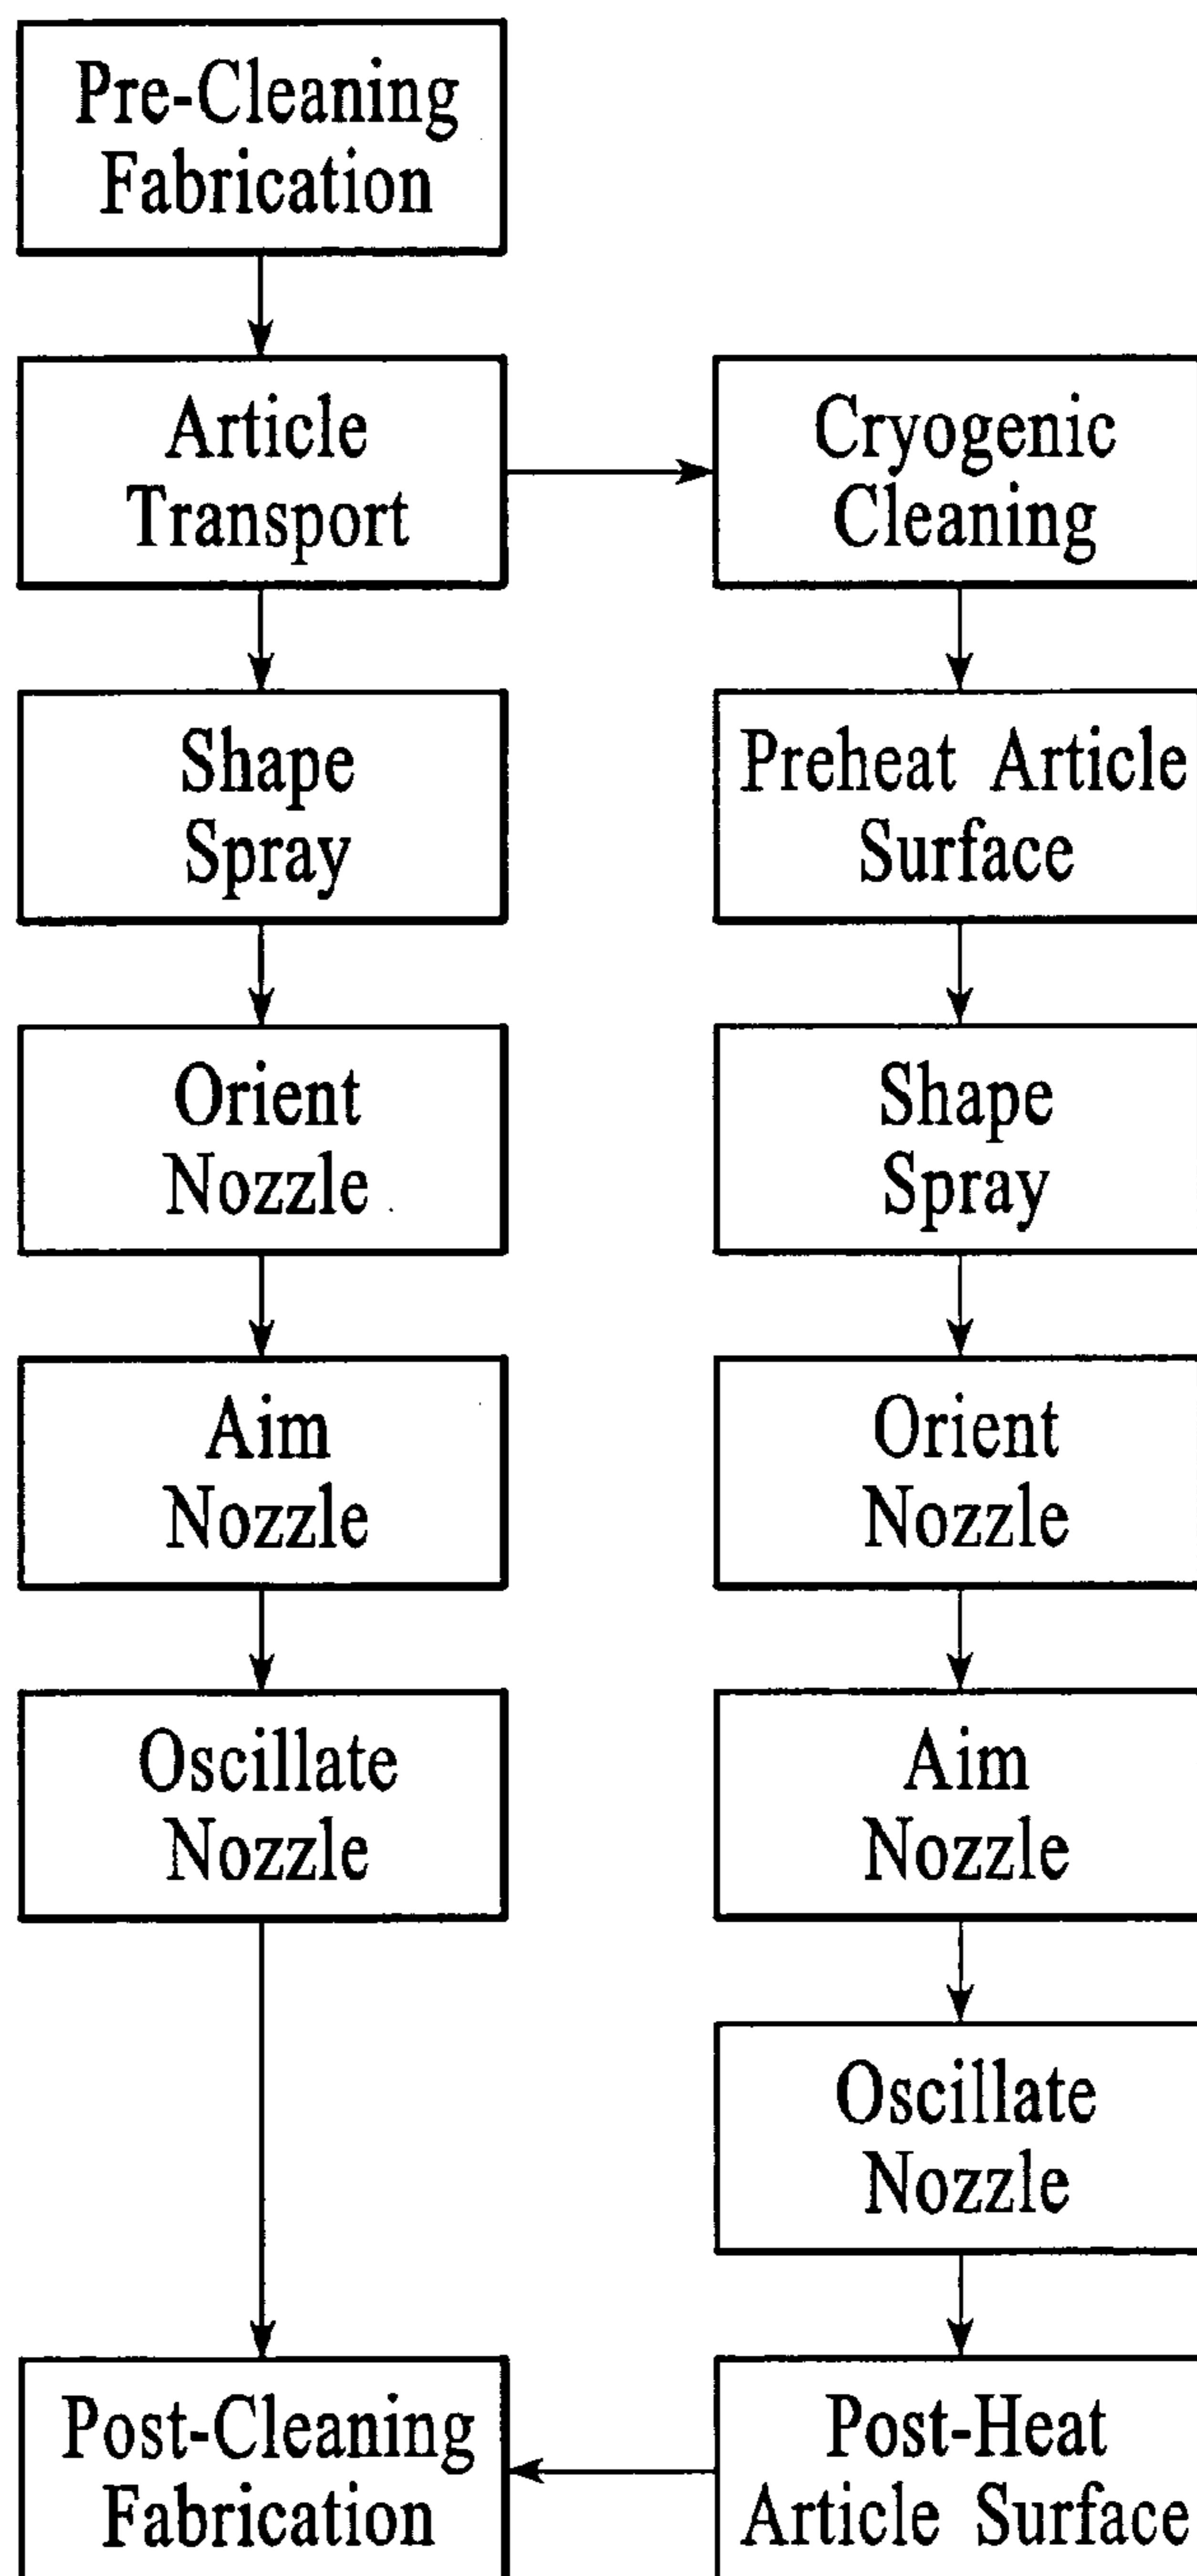 Pre-Cleaning
Fabrication
Article
Transport
Shape
Spray
Orient
Nozzle
Aim
Nozzle
Oscillate
Nozzle
Post-Cleaning
Fabrication
Cryogenic
Cleaning
Preheat Article
Surface
Shape
Spray
Orient
Nozzle
Aim
Nozzle
Oscillate
Nozzle
Post-Heat
Article Surface